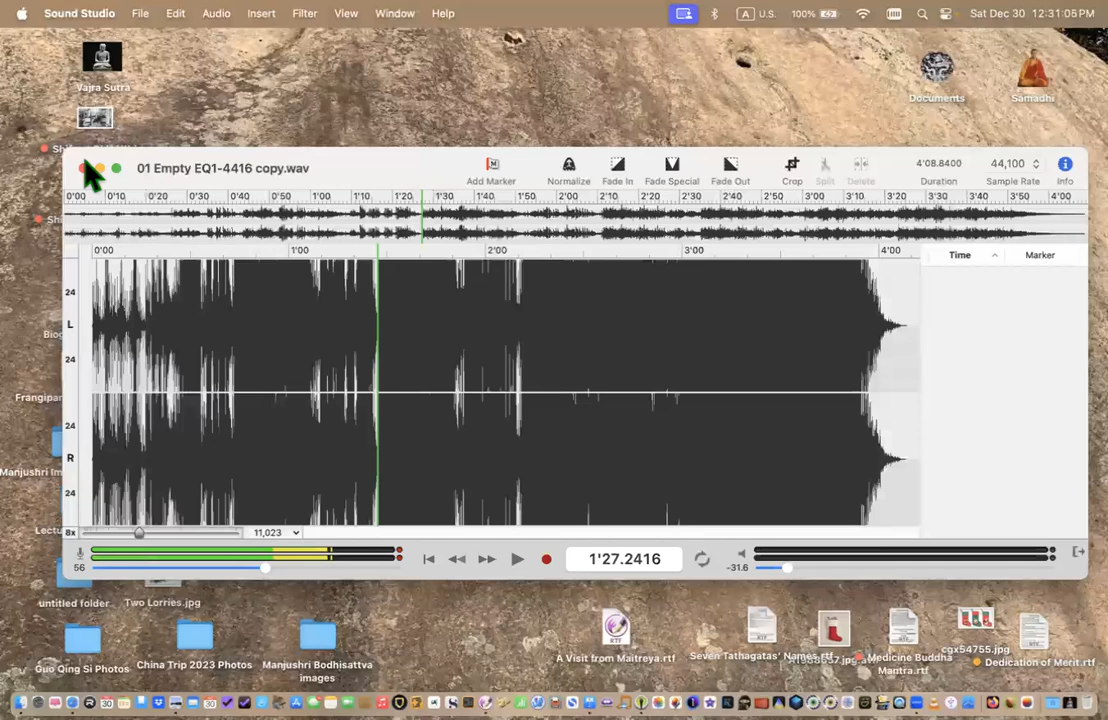 Sound Studio File Edit Audio Insert Filter View Window Help
A U.S. 100% Sat Dec 30 12:31:05 PM
Vajra Sutra
Documents
Samadhi
01 Empty EQ1-4416 copy.wav
Add Marker Normalize Fade In Fade Special Fade Out Crop Split Delete
4'08.8400 44,100
Duration Sample Rate Info
0'00 0'10 0'20 0'30 0'40 0'50 1'00 1'10 1'20 1'30 1'40 1'50 2'00 2'10 2'20 2'30 2'40 2'50 3'00 3'10 3'20 3'30 3'40 3'50 4'00
0'00 1'00 2'00 3'00 4'00
Time Marker
24
L
24
24
R
24
8x 11,023
56
1'27.2416
-31.6
Biog
Frangipan
Manjushri Im
Lectu
untitled folder
Two Lorries.jpg
Guo Qing Si Photos
China Trip 2023 Photos
Manjushri Bodhisattva
images
RTF
A Visit from Maitreya.rtf
Seven Tathagatas' Names.rtf
Medicine Buddha
Mantra.rtf
cgx54755.jpg
Dedication of Merit.rtf